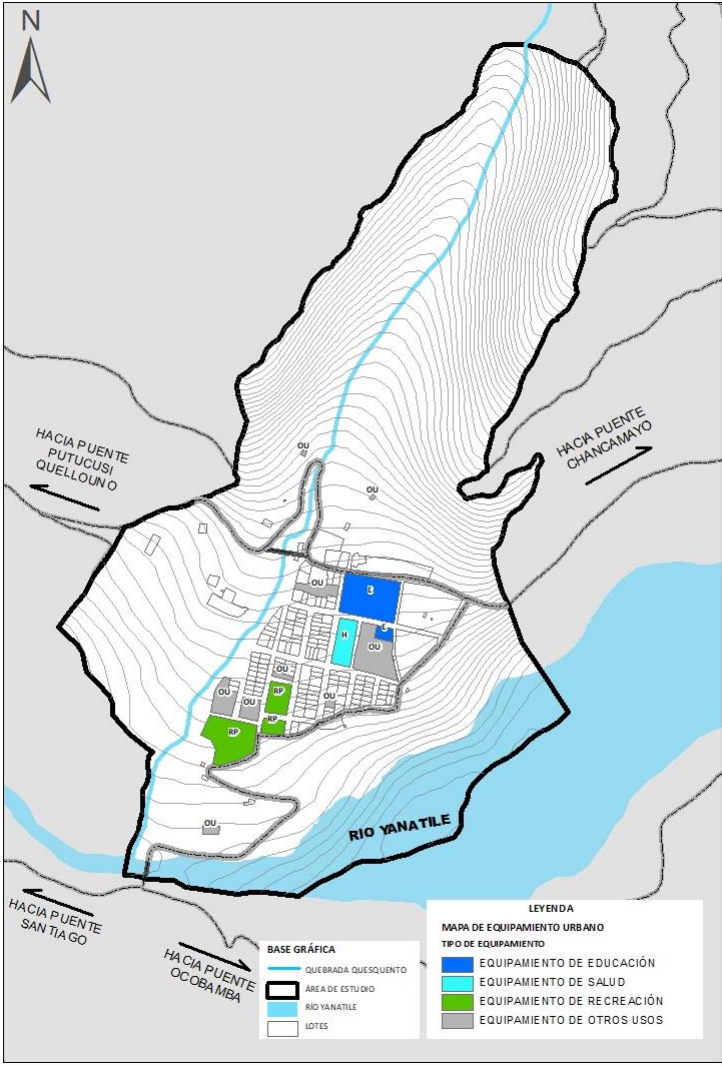 N
OU
HACIA PUENTE
PUTUCUSI
QUELLOUNO
HACIA PUENTE
CHANCAMAYO
OU
OU
E
E
H
OU
OU
RP
OU
OU
OU
RP
RP
OU
RIO YANATILE
HACIA PUENTE
SANTIAGO
HACIA PUENTE
OCOBAMBA
BASE GRÁFICA
QUEBRADA QUESQUENTO
ÁREA DE ESTUDIO
RÍO YANATILE
LOTES
LEYENDA
MAPA DE EQUIPAMIENTO URBANO
TIPO DE EQUIPAMIENTO
EQUIPAMIENTO DE EDUCACIÓN
EQUIPAMIENTO DE SALUD
EQUIPAMIENTO DE RECREACIÓN
EQUIPAMIENTO DE OTROS USOS